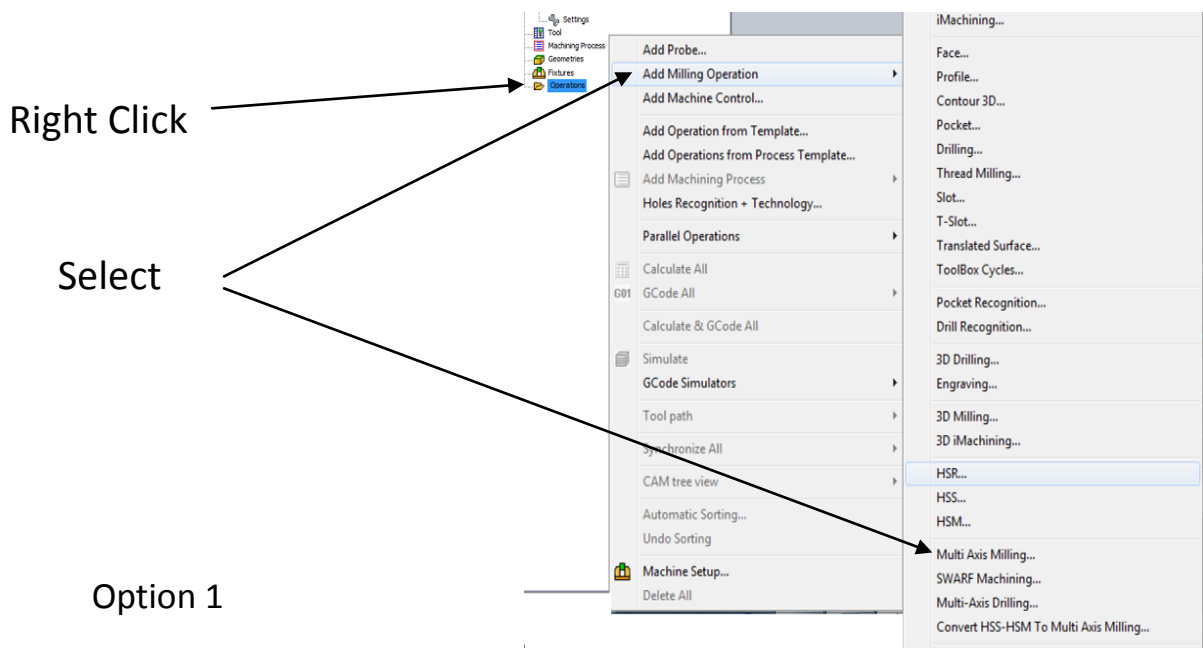 Settings
Tool
Machining Process
Geometries
Fixtures
Operations
Right Click
Select
Option 1
Add Probe...
Add Milling Operation
Add Machine Control...
Add Operation from Template...
Add Operations from Process Template...
Add Machining Process
Holes Recognition + Technology...
Parallel Operations
Calculate All
G01 GCode All
Calculate & GCode All
Simulate
GCode Simulators
Tool path
Synchronize All
CAM tree view
Automatic Sorting...
Undo Sorting
Machine Setup...
Delete All
iMachining...
Face...
Profile...
Contour 3D...
Pocket...
Drilling...
Thread Milling...
Slot...
T-Slot...
Translated Surface...
ToolBox Cycles...
Pocket Recognition...
Drill Recognition...
3D Drilling...
Engraving...
3D Milling...
3D iMachining...
HSR...
HSS...
HSM...
Multi Axis Milling...
SWARF Machining...
Multi-Axis Drilling...
Convert HSS-HSM To Multi Axis Milling...